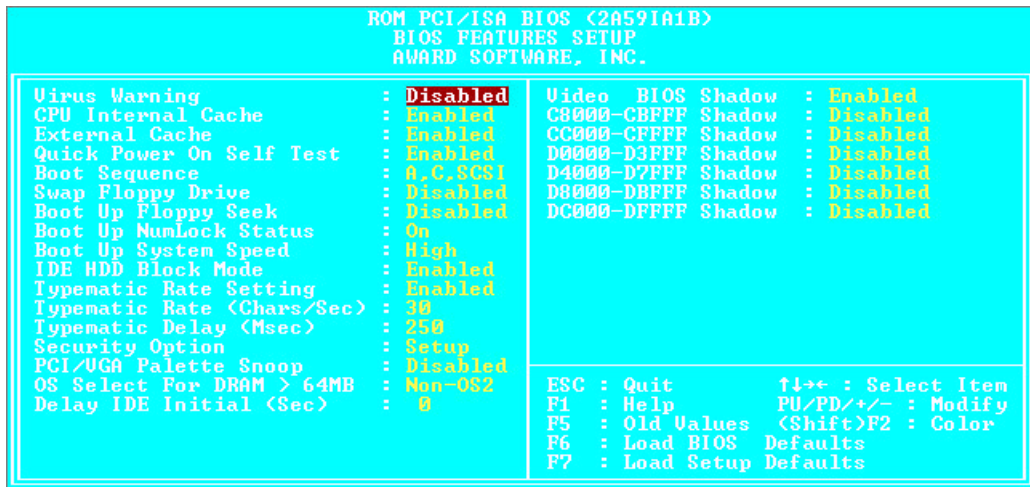 ROM PCI/ISA BIOS (2A59IA1B)
BIOS FEATURES SETUP
AWARD SOFTWARE, INC.
Virus Warning : Disabled
CPU Internal Cache : Enabled
External Cache : Enabled
Quick Power On Self Test : Enabled
Boot Sequence : A,C,SCSI
Swap Floppy Drive : Disabled
Boot Up Floppy Seek : Disabled
Boot Up NumLock Status : On
Boot Up System Speed : High
IDE HDD Block Mode : Enabled
Typematic Rate Setting : Enabled
Typematic Rate (Chars/Sec) : 30
Typematic Delay (Msec) : 250
Security Option : Setup
PCI/VGA Palette Snoop : Disabled
OS Select For DRAM > 64MB : Non-OS2
Delay IDE Initial (Sec) : 0
Video BIOS Shadow : Enabled
C8000-CBFFF Shadow : Disabled
CC000-CFFFF Shadow : Disabled
D0000-D3FFF Shadow : Disabled
D4000-D7FFF Shadow : Disabled
D8000-DBFFF Shadow : Disabled
DC000-DFFFF Shadow : Disabled
ESC : Quit ↑↓→← : Select Item
F1 : Help PU/PD/+/- : Modify
F5 : Old Values (Shift)F2 : Color
F6 : Load BIOS Defaults
F7 : Load Setup Defaults